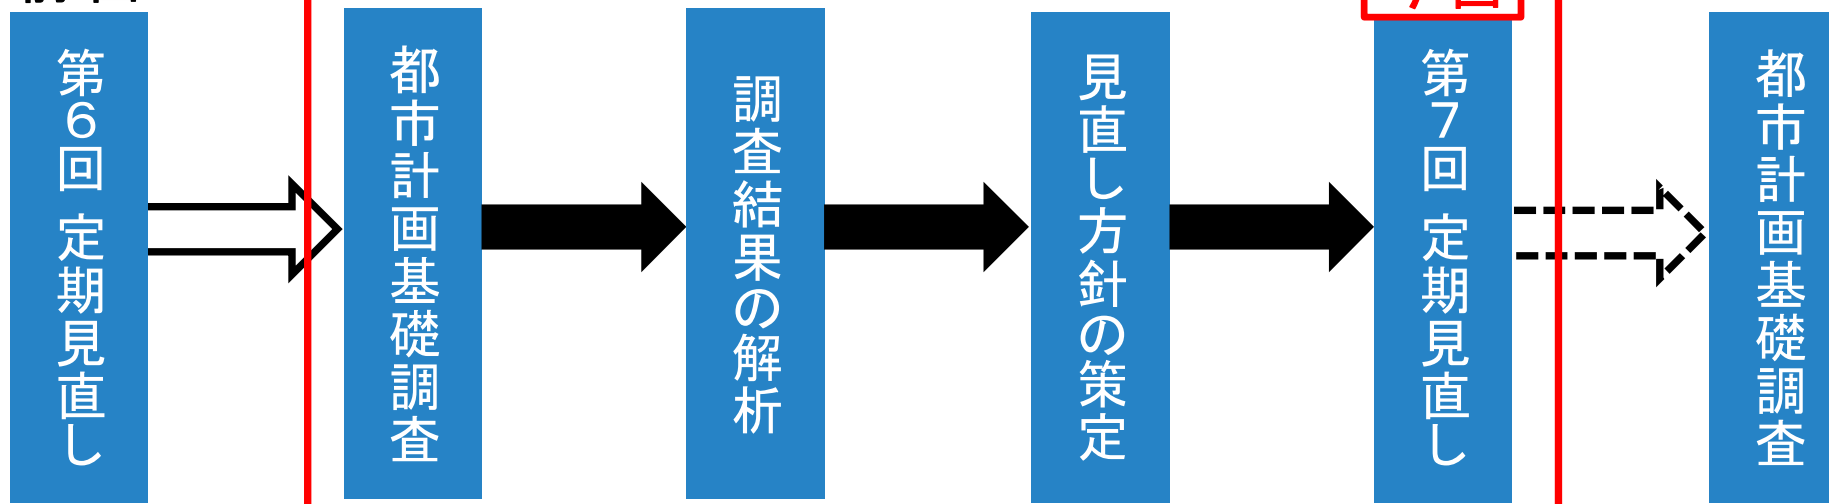 第６回 定期見直し
都市計画基礎調査
調査結果の解析
見直し方針の策定
第７回 定期見直し
都市計画基礎調査